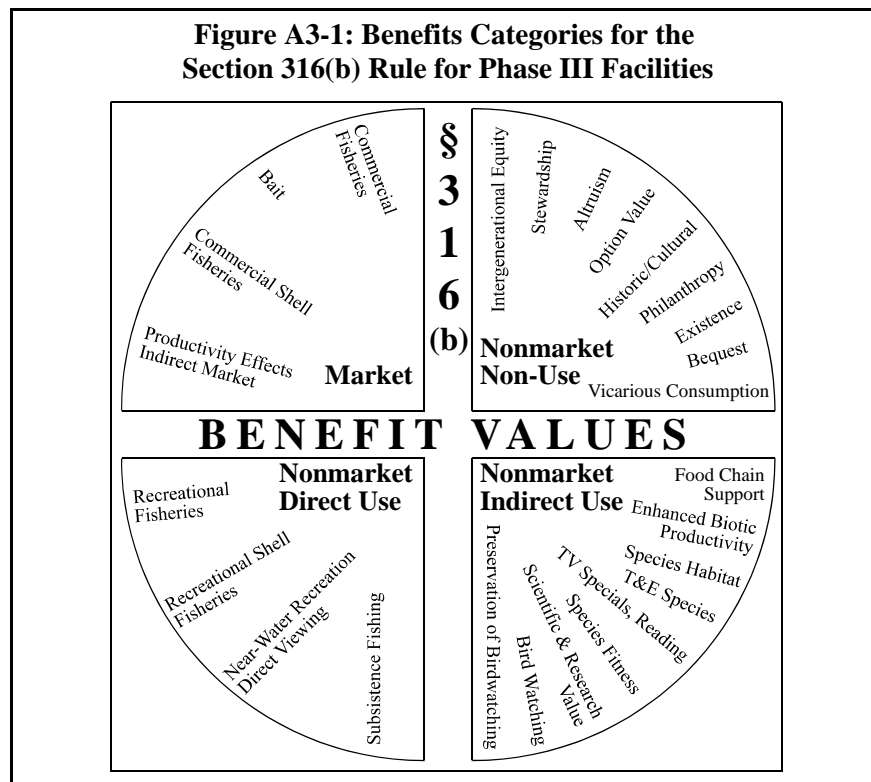 Figure A3-1: Benefits Categories for the
Section 316(b) Rule for Phase III Facilities
Commercial
Fisheries
Bait
Commercial Shell
Fisheries
Productivity Effects
Indirect Market
Market
§
3
1
6
(b)
Intergenerational Equity
Stewardship
Altruism
Option Value
Historic/Cultural
Philanthropy
Existence
Bequest
Vicarious Consumption
Nonmarket
Non-Use
BENEFIT VALUES
Nonmarket
Direct Use
Recreational
Fisheries
Recreational Shell
Fisheries
Near-Water Recreation
Direct Viewing
Subsistence Fishing
Nonmarket
Indirect Use
Food Chain
Support
Enhanced Biotic
Productivity
Species Habitat
T&E Species
TV Specials, Reading
Species Fitness
Scientific & Research
Value
Bird Watching
Preservation of Birdwatching